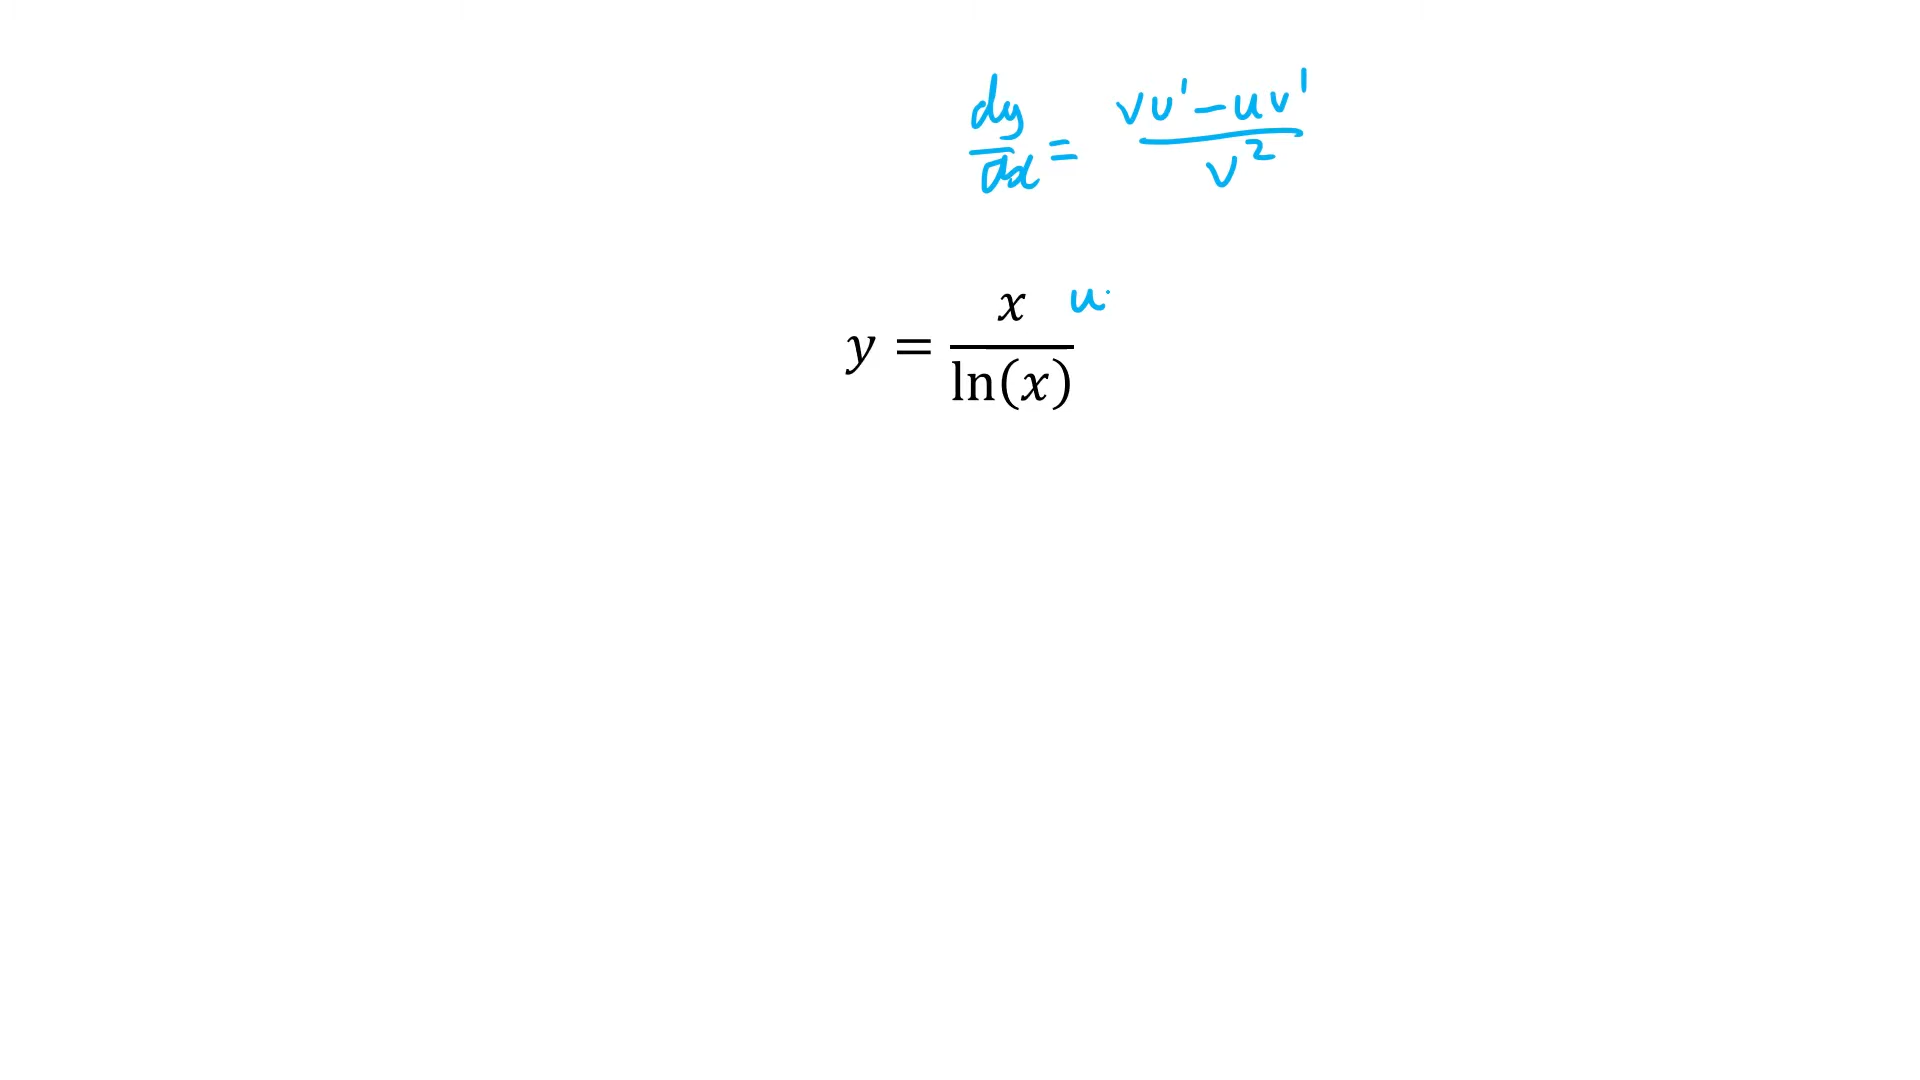 dy/dx = (vu' - uv')/v²
y = x/ln(x) u